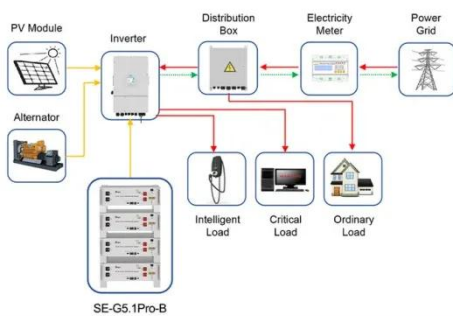 PV Module
Inverter
Distribution
Box
Electricity
Meter
Power
Grid
Alternator
Intelligent
Load
Critical
Load
Ordinary
Load
SE-G5.1Pro-B